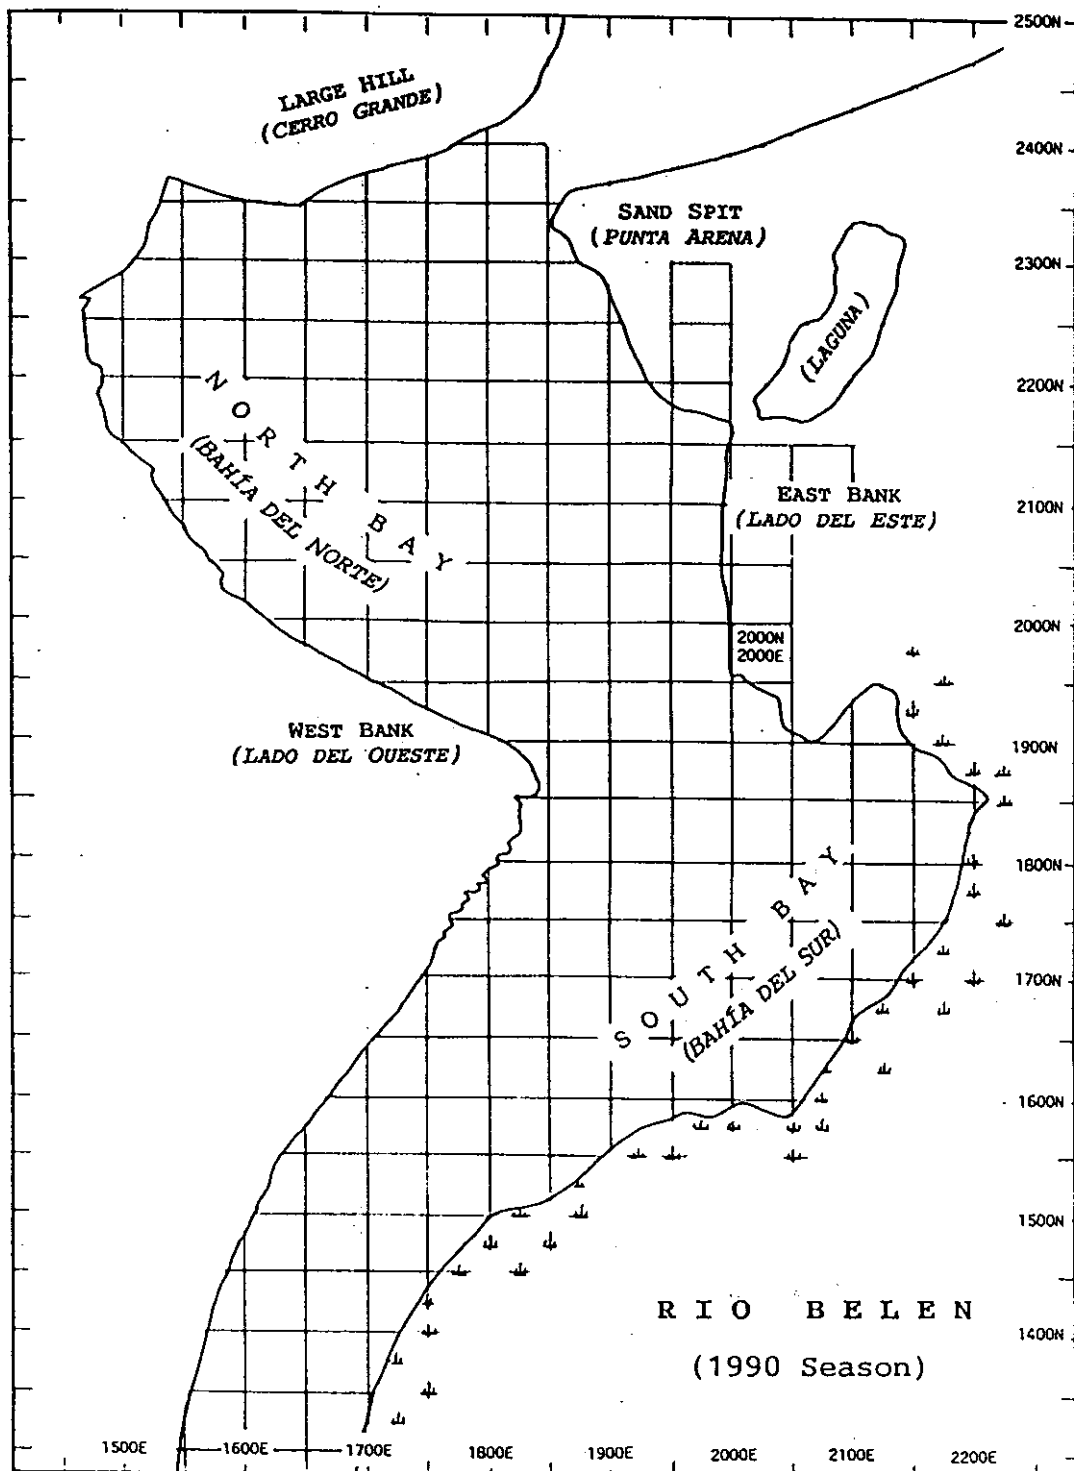 2500N
LARGE HILL
(CERRO GRANDE)
2400N
SAND SPIT
(PUNTA ARENA)
2300N
(LAGUNA)
2200N
NORTH BAY
(BAHÍA DEL NORTE)
EAST BANK
(LADO DEL ESTE)
2100N
2000N
2000E
2000N
WEST BANK
(LADO DEL OUESTE)
1900N
1800N
SOUTH BAY
(BAHÍA DEL SUR)
1700N
1600N
1500N
RIO BELEN
1400N
(1990 Season)
1500E 1600E 1700E 1800E 1900E 2000E 2100E 2200E